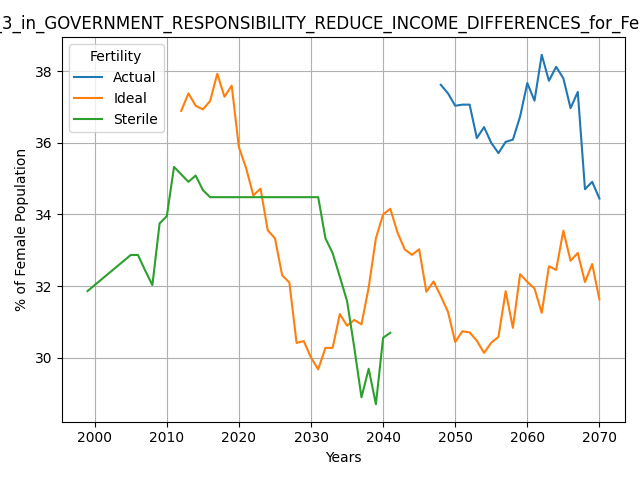 _3_in_GOVERNMENT_RESPONSIBILITY_REDUCE_INCOME_DIFFERENCES_for_Fe
Fertility
Actual
Ideal
Sterile
% of Female Population
38
36
34
32
30
2000 2010 2020 2030 2040 2050 2060 2070
Years